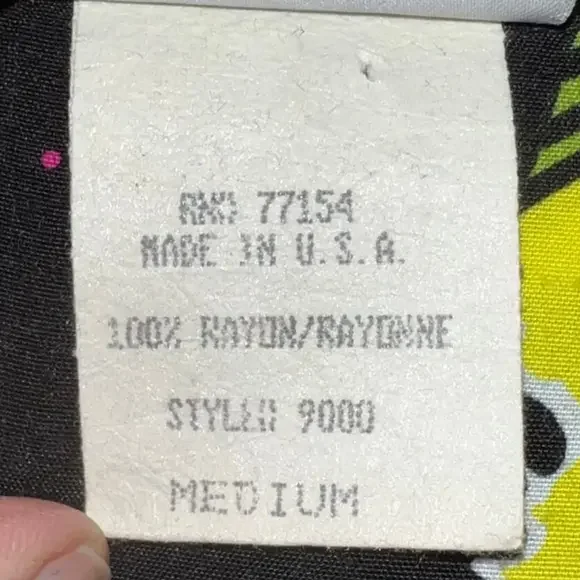 RN# 77154
MADE IN U.S.A.
100% RAYON/RAYONNE
STYLE# 9000
MEDIUM